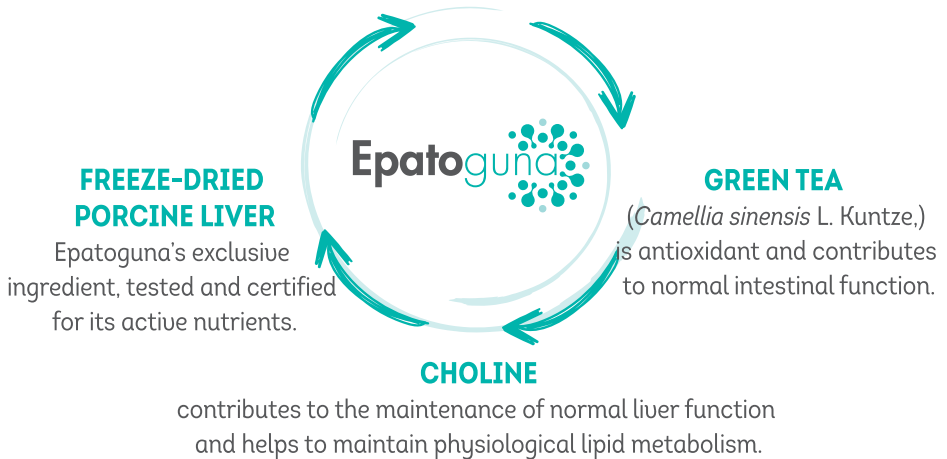 Epatoguna
FREEZE-DRIED
PORCINE LIVER
Epatoguna's exclusive
ingredient, tested and certified
for its active nutrients.
GREEN TEA
(Camellia sinensis L. Kuntze,)
is antioxidant and contributes
to normal intestinal function.
CHOLINE
contributes to the maintenance of normal liver function
and helps to maintain physiological lipid metabolism.